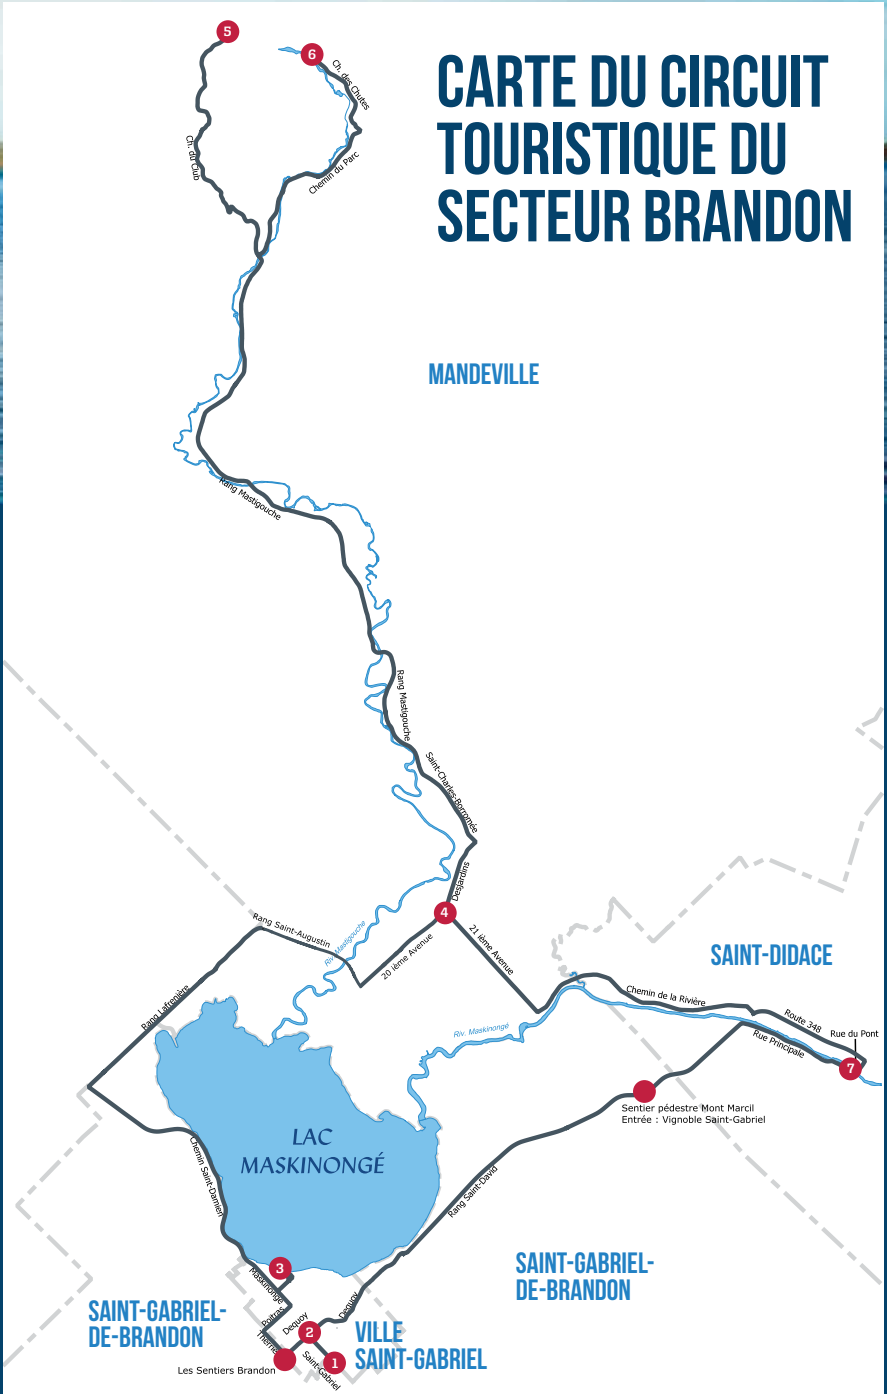 CARTE DU CIRCUIT
TOURISTIQUE DU
SECTEUR BRANDON
5
6
Ch. des Chutes
Ch. du Club
Chemin du Parc
MANDEVILLE
Rang Mastigouche
Rang Mastigouche
Saint-Charles-Borromée
Desjardins
4
Rang Saint-Augustin
Riv. Mastigouche
20 ième Avenue
21 ième Avenue
SAINT-DIDACE
Rang Lafrenière
Chemin de la Rivière
Route 348
Rue du Pont
Riv. Maskinongé
Rue Principale
7
Sentier pédestre Mont Marcil
Entrée : Vignoble Saint-Gabriel
LAC
MASKINONGÉ
Chemin Saint-Damien
Rang Saint-David
3
Maskinongé
SAINT-GABRIEL-
DE-BRANDON
SAINT-GABRIEL-
DE-BRANDON
Poitras
Dequoy
Dequoy
2
VILLE
SAINT-GABRIEL
Les Sentiers Brandon
Saint-Gabriel
1